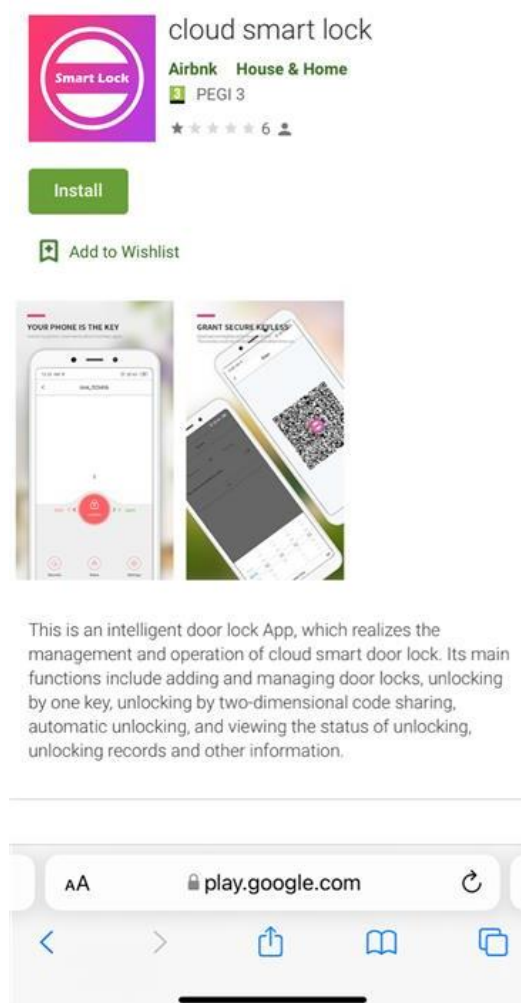 Smart Lock
cloud smart lock
Airbnk House & Home
3 PEGI 3
6
Install
Add to Wishlist
YOUR PHONE IS THE KEY
GRANT SECURE KEYLESS
This is an intelligent door lock App, which realizes the
management and operation of cloud smart door lock. Its main
functions include adding and managing door locks, unlocking
by one key, unlocking by two-dimensional code sharing,
automatic unlocking, and viewing the status of unlocking,
unlocking records and other information.
AA play.google.com